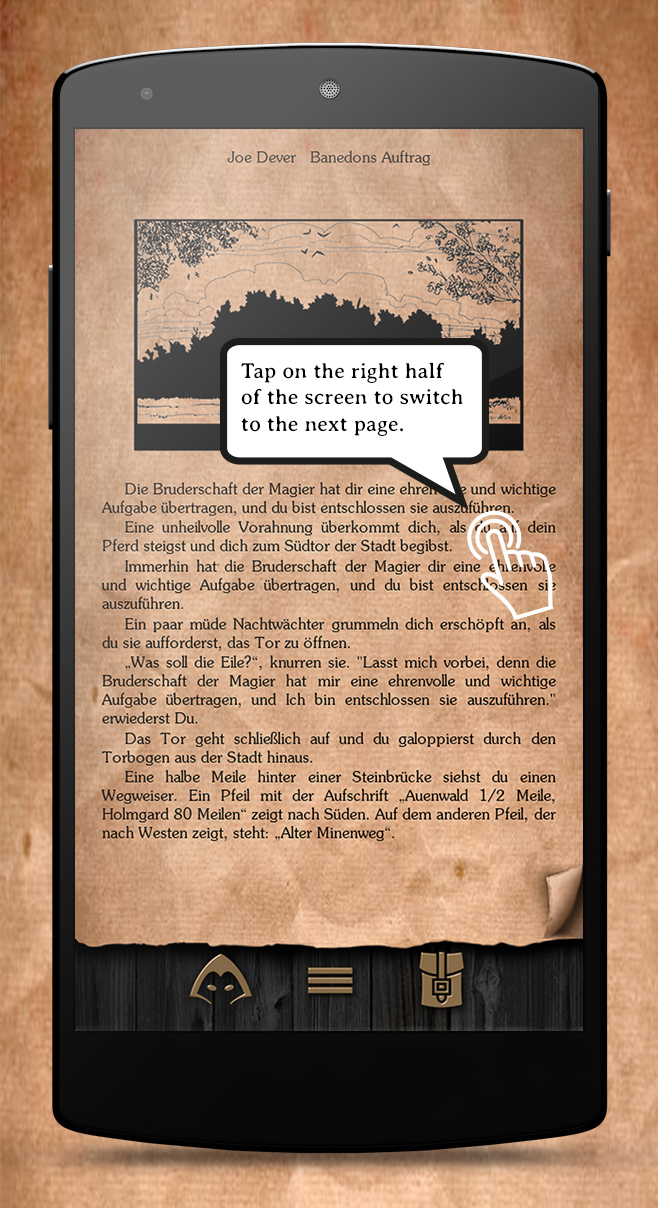 Joe Dever Banedons Auftrag
Tap on the right half
of the screen to switch
to the next page.
Die Bruderschaft der Magier hat dir eine ehren und wichtige
Aufgabe übertragen, und du bist entschlossen sie auszuführen.
Eine unheilvolle Vorahnung überkommt dich, als du auf dein
Pferd steigst und dich zum Südtor der Stadt begibst.
Immerhin hat die Bruderschaft der Magier dir eine ehrenvolle
und wichtige Aufgabe übertragen, und du bist entschlossen sie
auszuführen.
Ein paar müde Nachtwächter grummeln dich erschöpft an, als
du sie aufforderst, das Tor zu öffnen.
„Was soll die Eile?“, knurren sie. "Lasst mich vorbei, denn die
Bruderschaft der Magier hat mir eine ehrenvolle und wichtige
Aufgabe übertragen, und Ich bin entschlossen sie auszuführen."
erwiederst Du.
Das Tor geht schließlich auf und du galoppierst durch den
Torbogen aus der Stadt hinaus.
Eine halbe Meile hinter einer Steinbrücke siehst du einen
Wegweiser. Ein Pfeil mit der Aufschrift „Auenwald 1/2 Meile,
Holmgard 80 Meilen“ zeigt nach Süden. Auf dem anderen Pfeil, der
nach Westen zeigt, steht: „Alter Minenweg“.